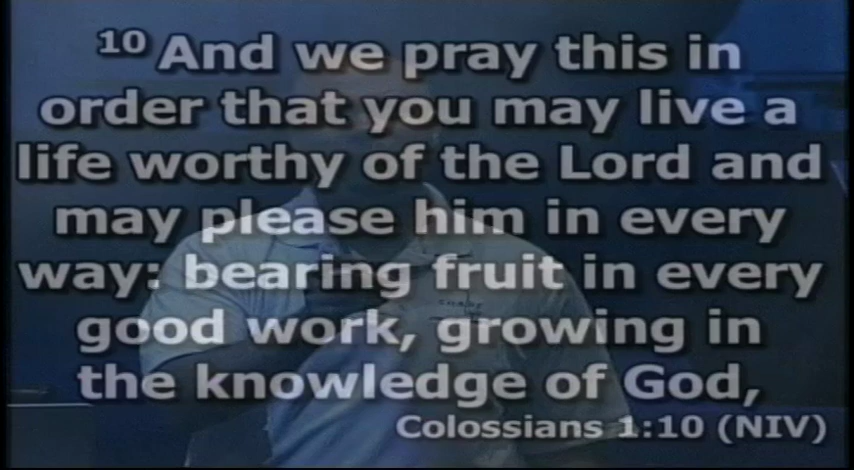 10 And we pray this in
order that you may live a
life worthy of the Lord and
may please him in every
way: bearing fruit in every
good work, growing in
the knowledge of God,
Colossians 1:10 (NIV)